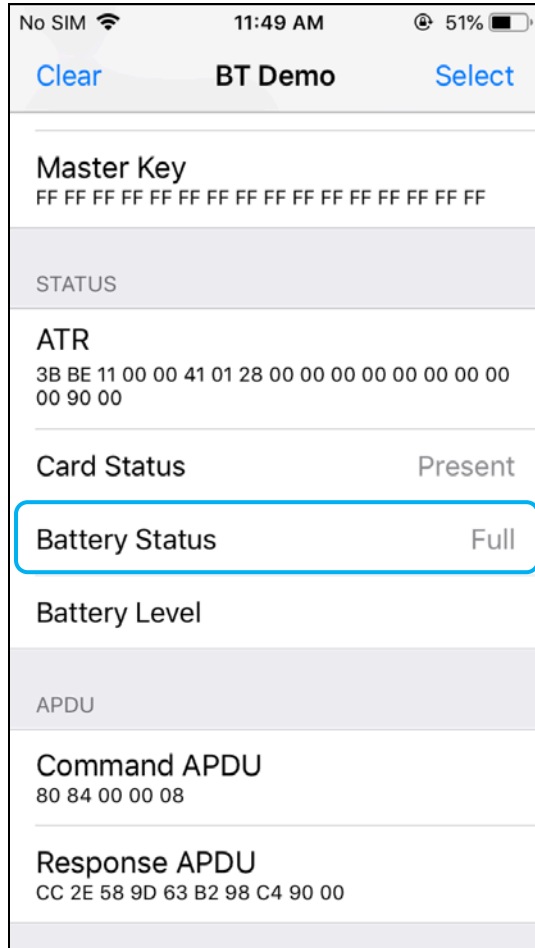 No SIM 11:49 AM 51%
Clear BT Demo Select
Master Key
FF FF FF FF FF FF FF FF FF FF FF FF FF FF FF FF
STATUS
ATR
3B BE 11 00 00 41 01 28 00 00 00 00 00 00 00 00
00 90 00
Card Status Present
Battery Status Full
Battery Level
APDU
Command APDU
80 84 00 00 08
Response APDU
CC 2E 58 9D 63 B2 98 C4 90 00